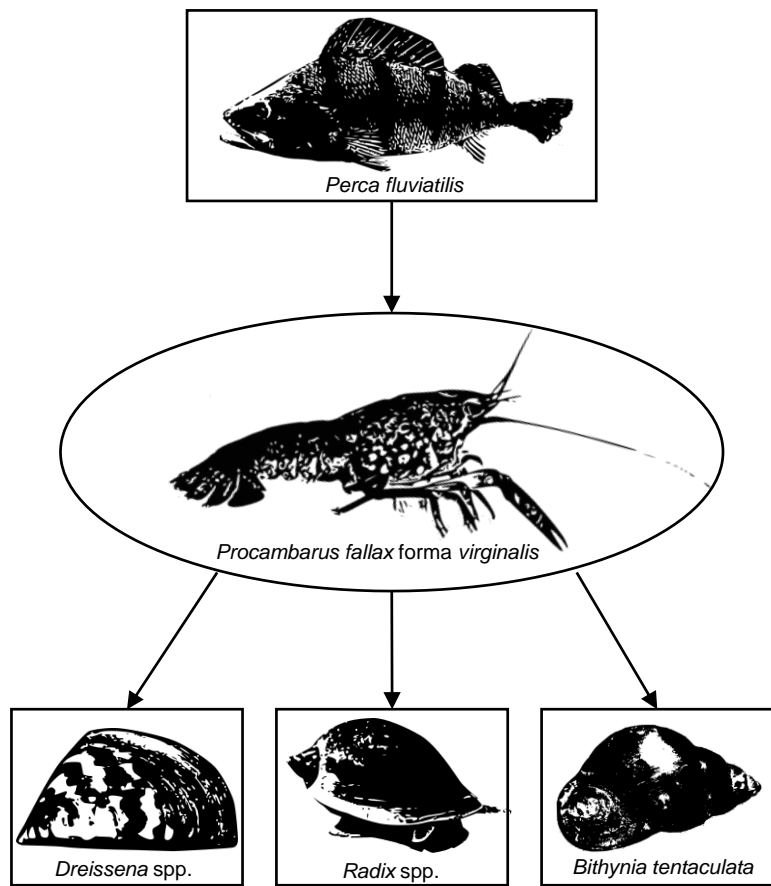 Perca fluviatilis
Procambarus fallax forma virginalis
Dreissena spp.
Radix spp.
Bithynia tentaculata